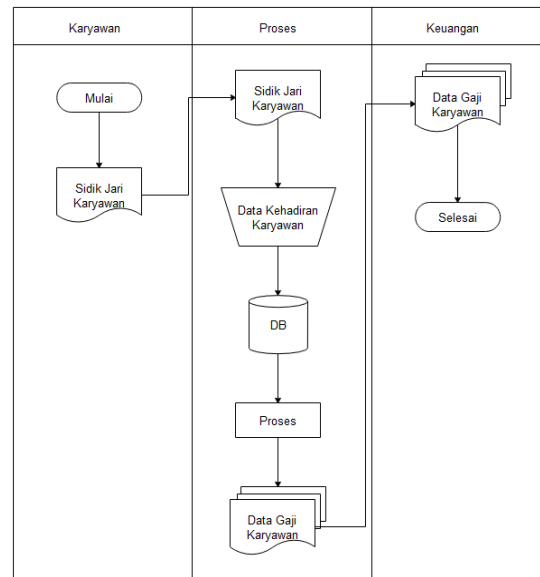 Karyawan
Proses
Keuangan
Mulai
Sidik Jari
Karyawan
Sidik Jari
Karyawan
Data Kehadiran
Karyawan
DB
Proses
Data Gaji
Karyawan
Data Gaji
Karyawan
Selesai